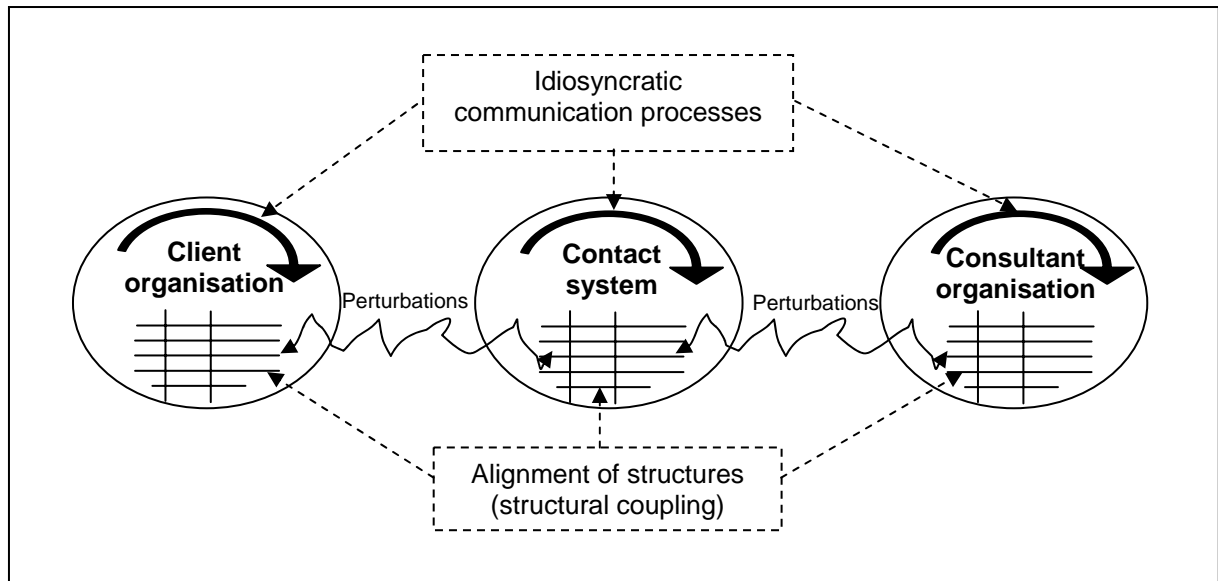 Idiosyncratic
communication processes
Client
organisation
Perturbations
Contact
system
Perturbations
Consultant
organisation
Alignment of structures
(structural coupling)